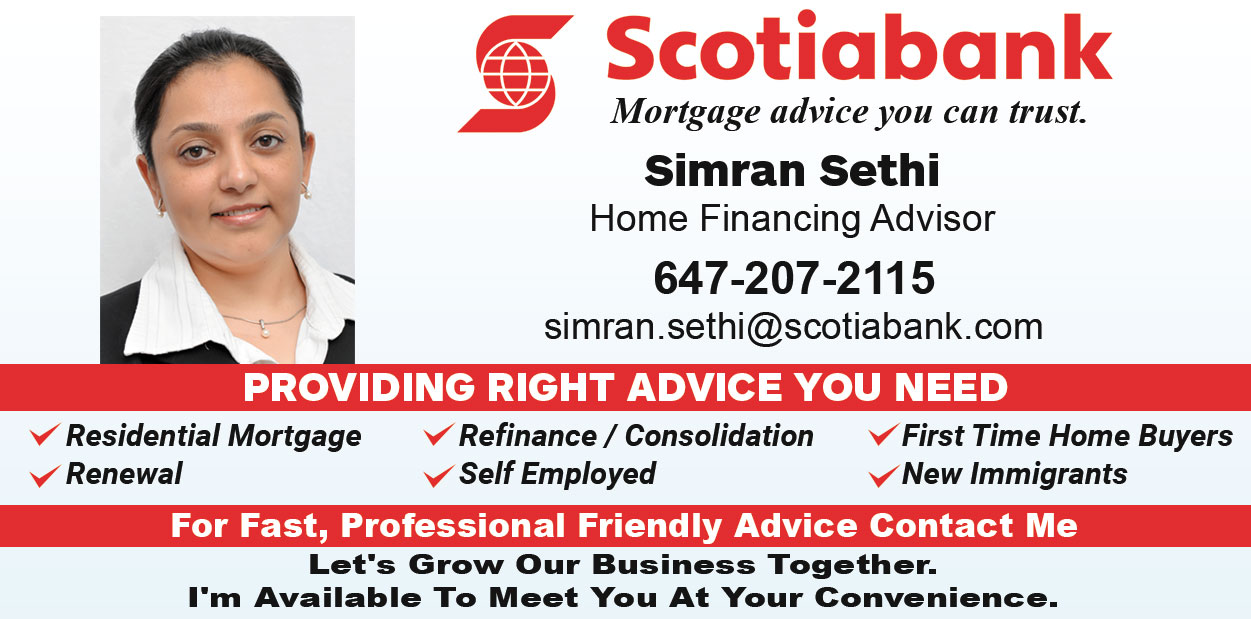 Scotiabank
Mortgage advice you can trust.
Simran Sethi
Home Financing Advisor
647-207-2115
simran.sethi@scotiabank.com
PROVIDING RIGHT ADVICE YOU NEED
Residential Mortgage
Refinance / Consolidation
First Time Home Buyers
Renewal
Self Employed
New Immigrants
For Fast, Professional Friendly Advice Contact Me
Let's Grow Our Business Together.
I'm Available To Meet You At Your Convenience.